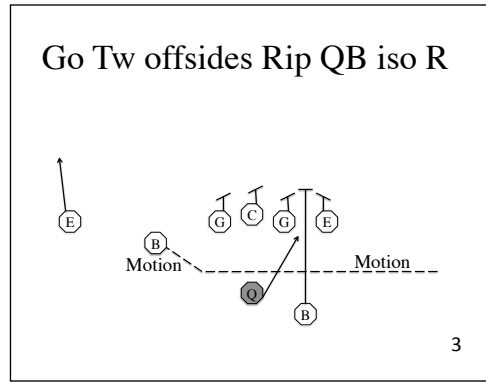 Go Tw offsides Rip QB iso R
E
G
C
G
E
B
Motion
Motion
Q
B
3